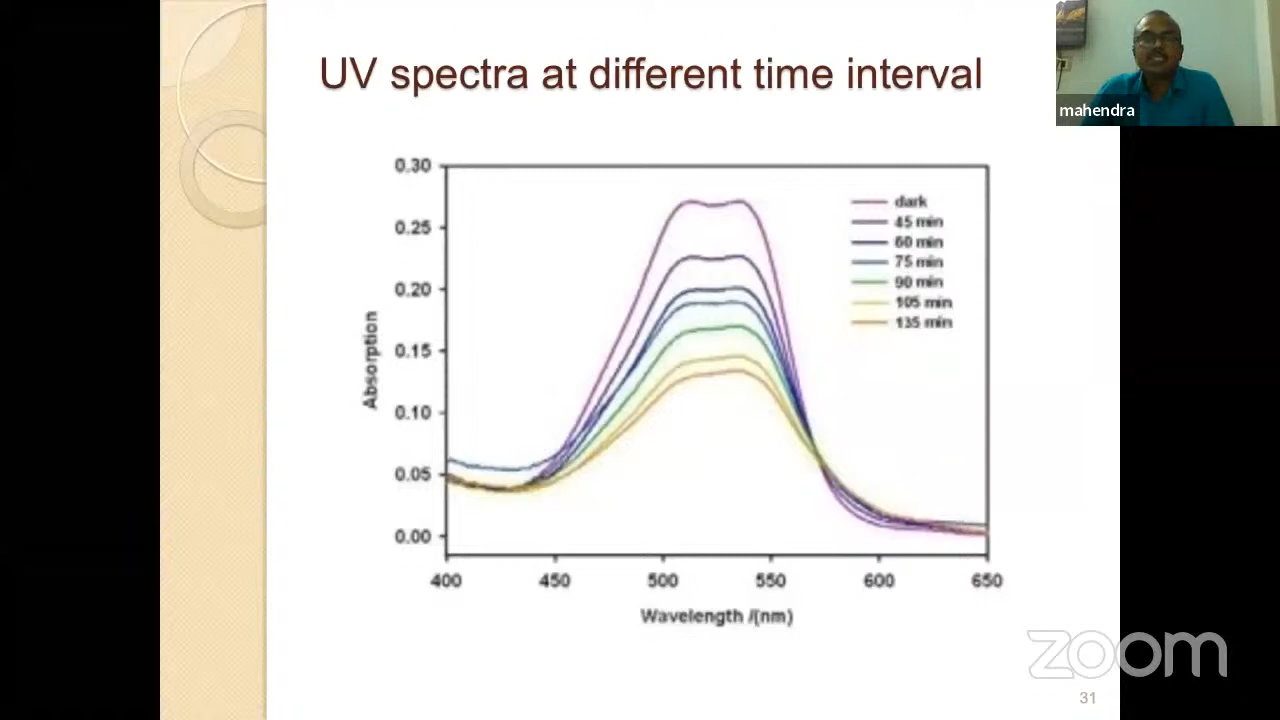 UV spectra at different time interval
mahendra
0.30
0.25
0.20
0.15
0.10
0.05
0.00
Absorption
dark
45 min
60 min
75 min
90 min
105 min
135 min
400 450 500 550 600 650
Wavelength /(nm)
zoom
31